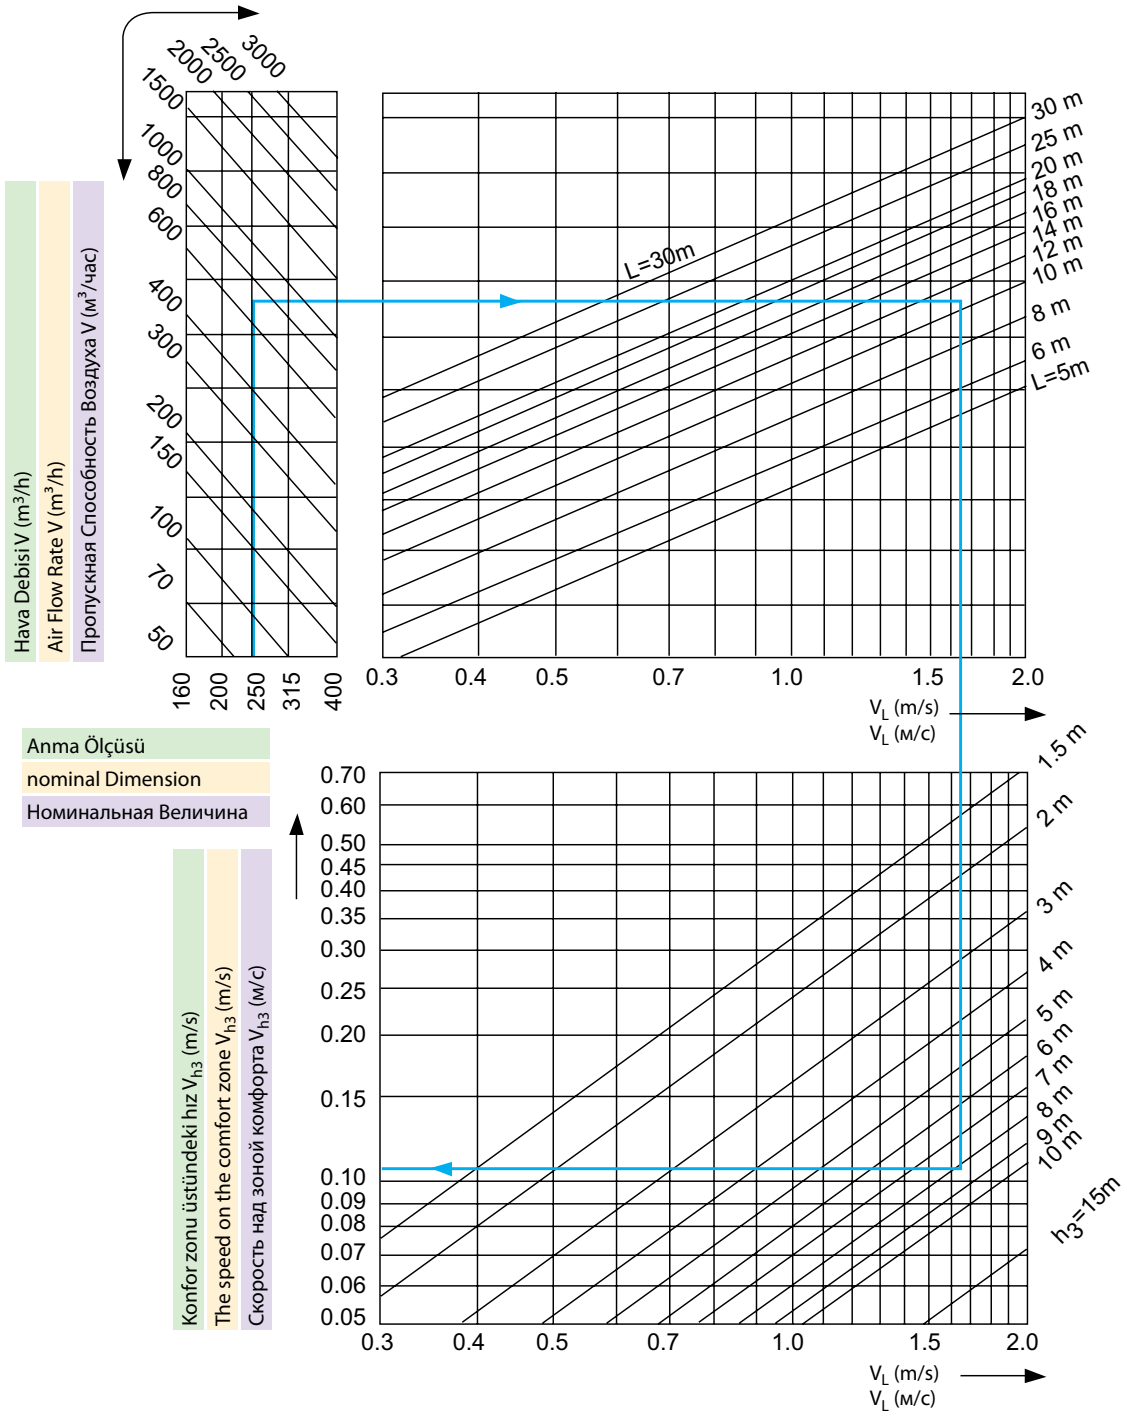 3000
2500
2000
1500
1000
800
600
400
300
200
150
100
70
50
160
200
250
315
400
Hava Debisi V (m³/h)
Air Flow Rate V (m³/h)
Пропускная Способность Воздуха V (м³/час)
Anma Ölçüsü
nominal Dimension
Номинальная Величина
L=30m
30 m
25 m
20 m
18 m
16 m
14 m
12 m
10 m
8 m
6 m
L=5m
0.3 0.4 0.5 0.7 1.0 1.5 2.0
V_L (m/s)
V_L (м/с)
0.70
0.60
0.50
0.45
0.40
0.35
0.30
0.25
0.20
0.15
0.10
0.09
0.08
0.07
0.06
0.05
Konfor zonu üstündeki hız V_h3 (m/s)
The speed on the comfort zone V_h3 (m/s)
Скорость над зоной комфорта V_h3 (м/с)
1.5 m
2 m
3 m
4 m
5 m
6 m
7 m
8 m
9 m
10 m
h3=15m
0.3 0.4 0.5 0.7 1.0 1.5 2.0
V_L (m/s)
V_L (м/с)